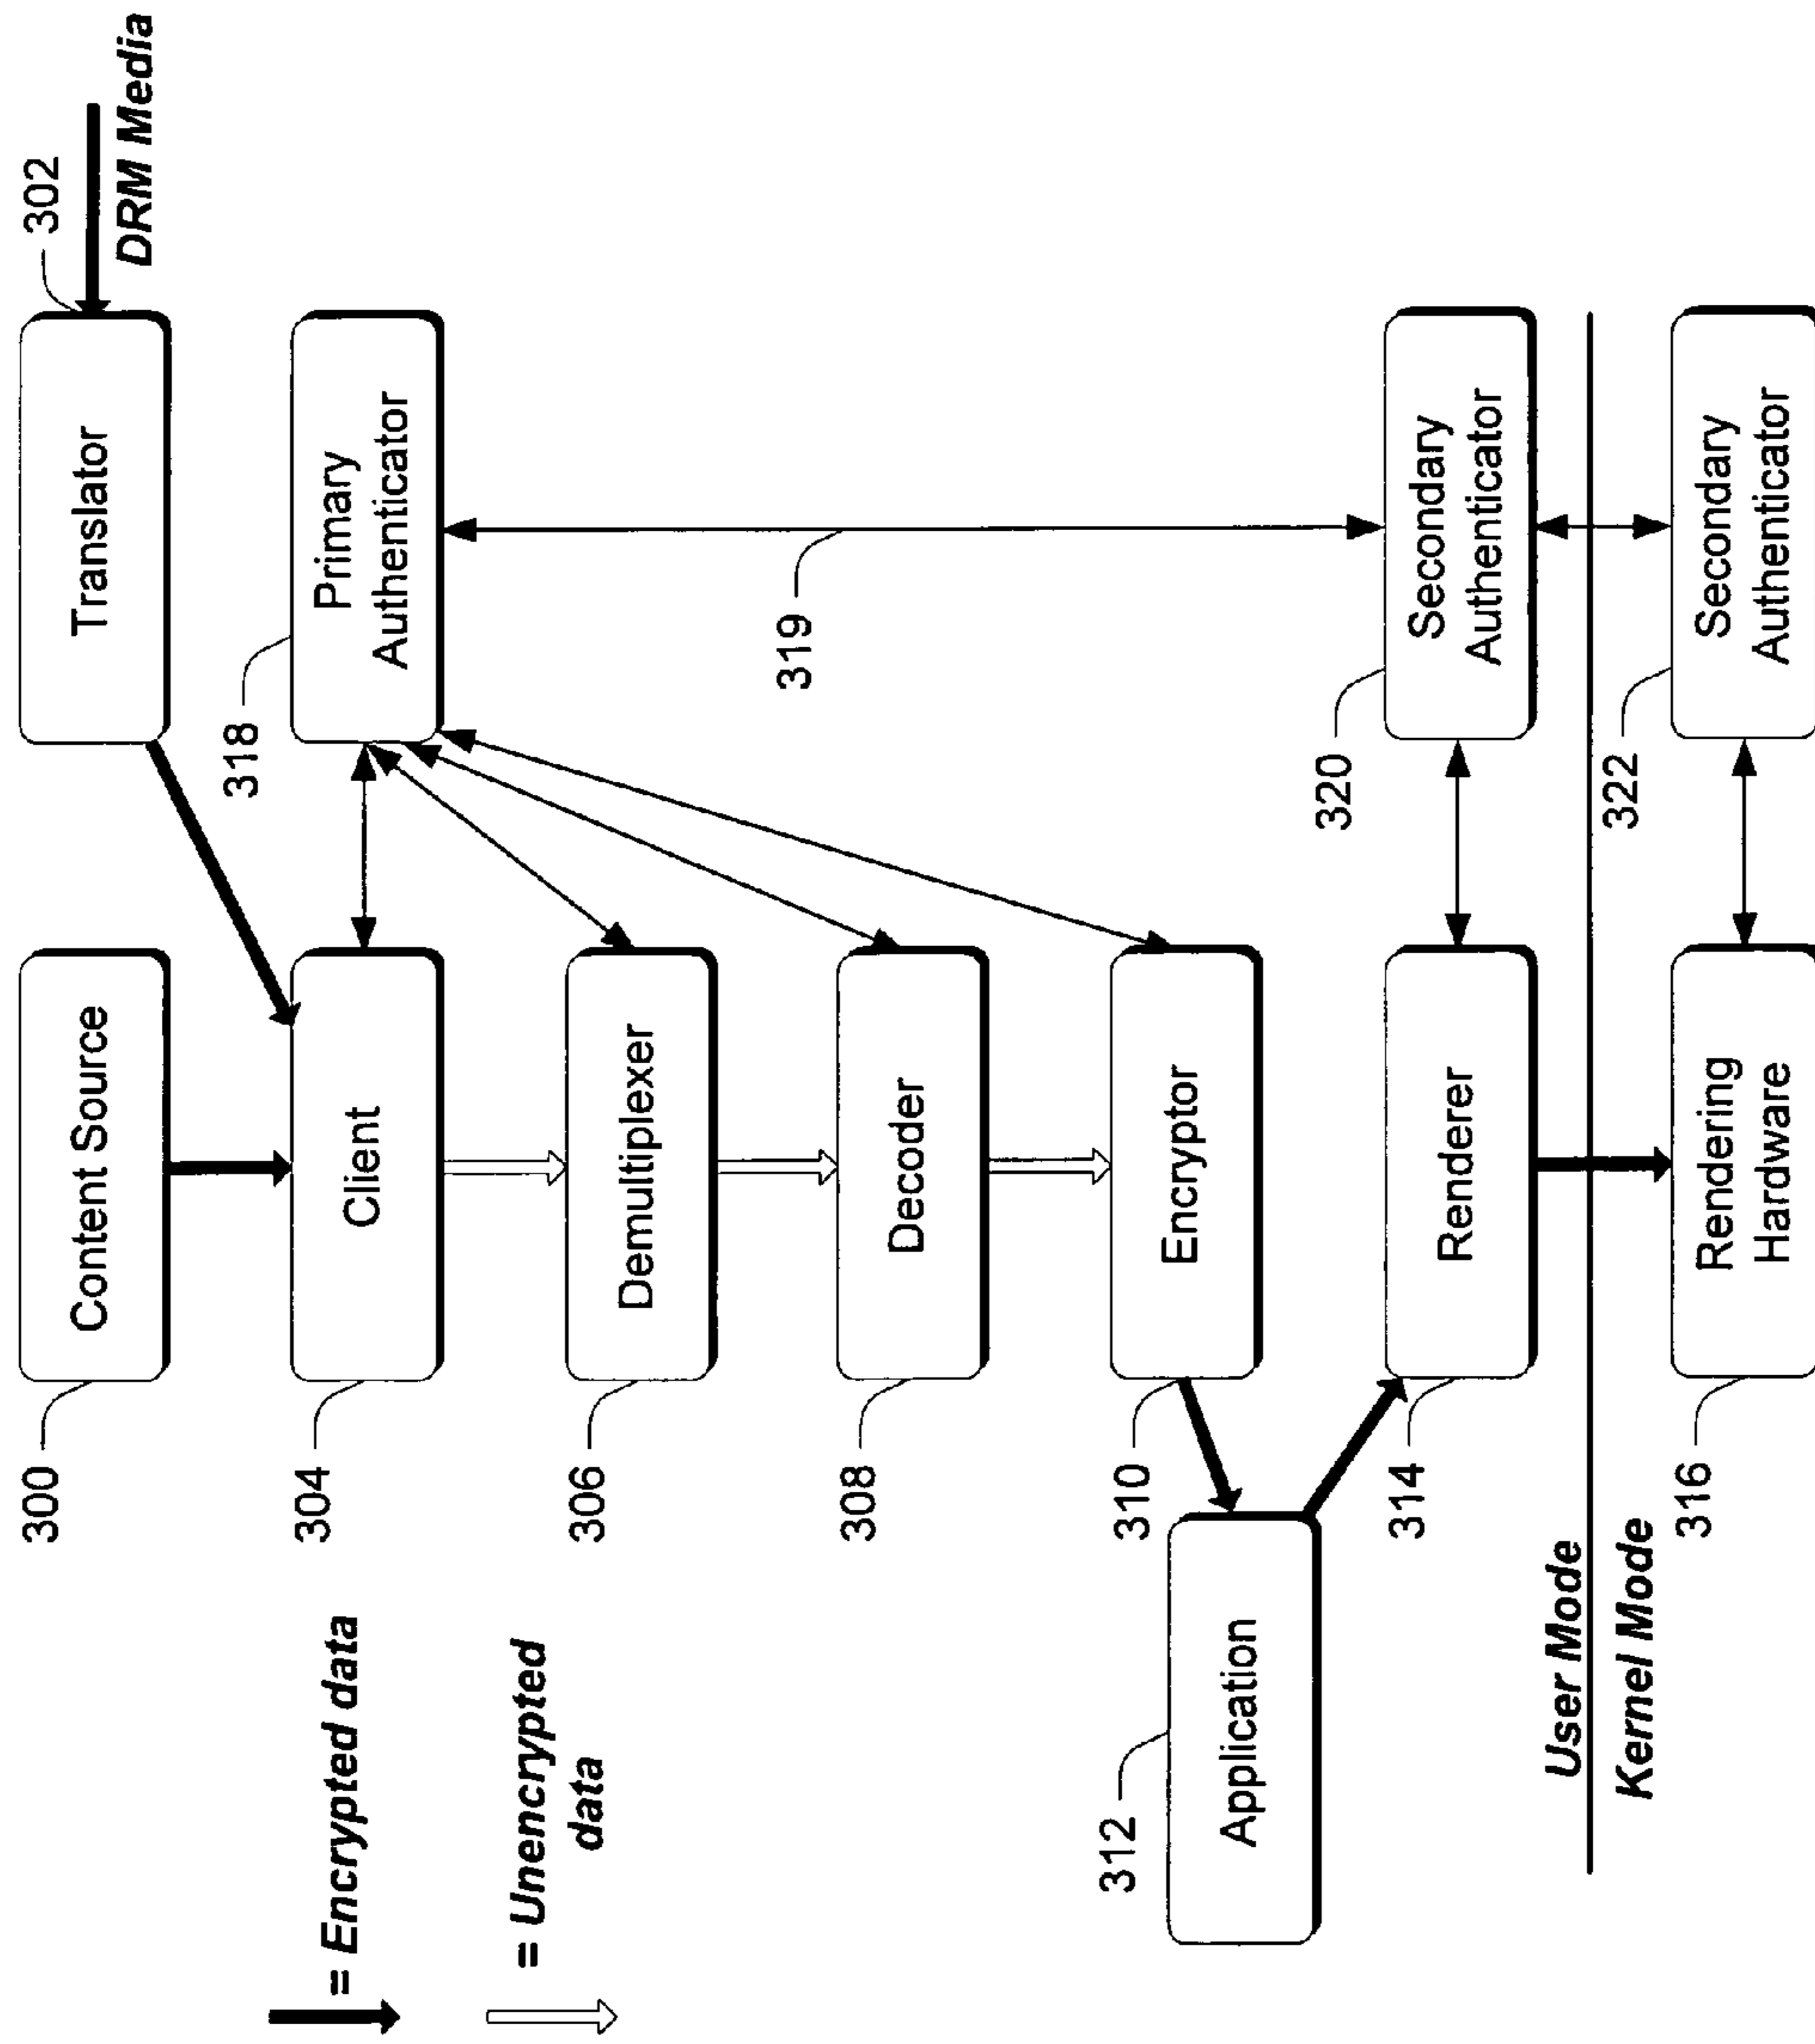 = Encrypted data
= Unencrypted
data
300
Content Source
Translator
302
DRM Media
304
Client
318
Primary
Authenticator
306
Demultiplexer
308
Decoder
319
310
Encryptor
312
Application
314
Renderer
320
Secondary
Authenticator
User Mode
Kernel Mode
316
Rendering
Hardware
322
Secondary
Authenticator